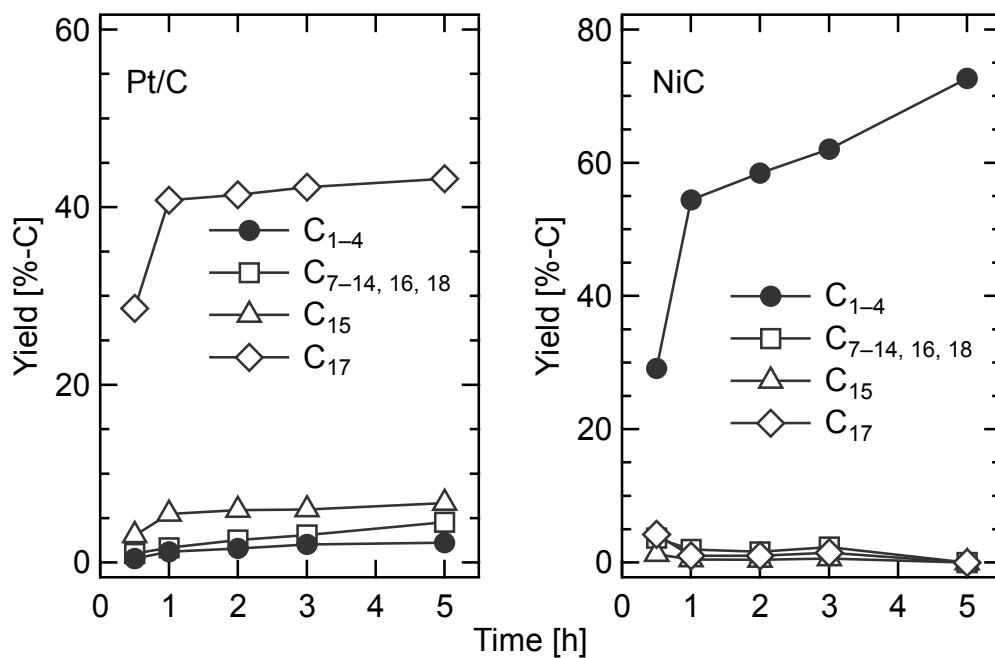 Pt/C
NiC
Yield [%-C]
60
40
20
0
C1–4
C7–14, 16, 18
C15
C17
0 1 2 3 4 5
Yield [%-C]
80
60
40
20
0
C1–4
C7–14, 16, 18
C15
C17
0 1 2 3 4 5
Time [h]